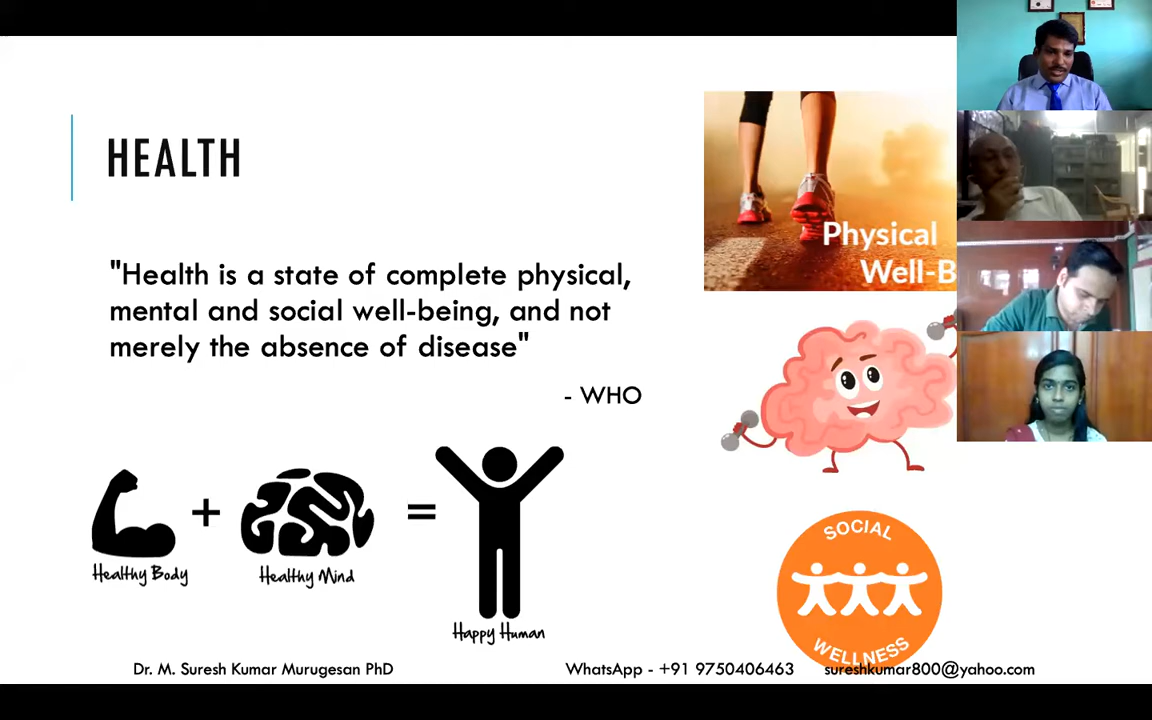 HEALTH
"Health is a state of complete physical,
mental and social well-being, and not
merely the absence of disease"
- WHO
Physical
Well-B
+ =
Healthy Body
Healthy Mind
Happy Human
SOCIAL
WELLNESS
Dr. M. Suresh Kumar Murugesan PhD
WhatsApp - +91 9750406463
sureshkumar800@yahoo.com